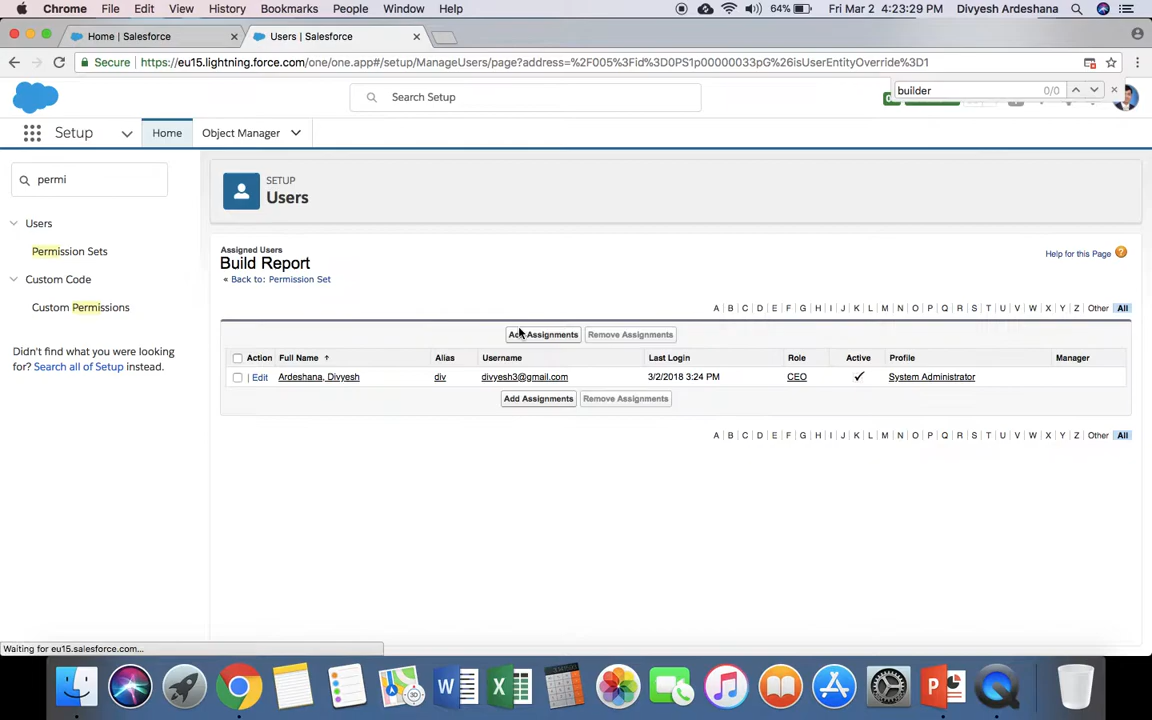 Chrome File Edit View History Bookmarks People Window Help 64% Fri Mar 2 4:23:29 PM Divyesh Ardeshana
Home | Salesforce Users | Salesforce
Secure https://eu15.lightning.force.com/one/one.app#/setup/ManageUsers/page?address=%2F005%3Fid%3D0PS1p00000033pG%26isUserEntityOverride%3D1
builder 0/0
Search Setup
Setup Home Object Manager
permi
SETUP
Users
Users
Permission Sets
Custom Code
Custom Permissions
Didn't find what you were looking
for? Search all of Setup instead.
Assigned Users
Build Report
« Back to: Permission Set
Help for this Page ?
A B C D E F G H I J K L M N O P Q R S T U V W X Y Z Other All
Add Assignments Remove Assignments
Action Full Name Alias Username Last Login Role Active Profile Manager
Edit Ardeshana, Divyesh div divyesh3@gmail.com 3/2/2018 3:24 PM CEO System Administrator
Add Assignments Remove Assignments
A B C D E F G H I J K L M N O P Q R S T U V W X Y Z Other All
Waiting for eu15.salesforce.com...